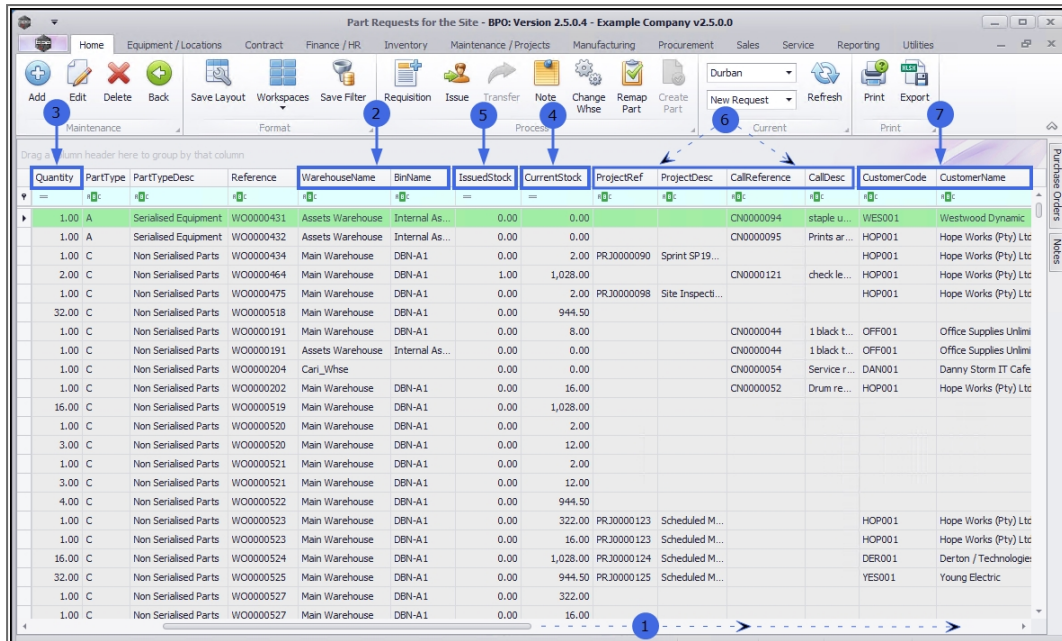 Part Requests for the Site - BPO: Version 2.5.0.4 - Example Company v2.5.0.0
Home Equipment / Locations Contract Finance / HR Inventory Maintenance / Projects Manufacturing Procurement Sales Service Reporting Utilities
Add Edit Delete Back Save Layout Workspaces Save Filter Requisition Issue Transfer Note Change Whse Remap Part Create Part Durban New Request Refresh Print Export
Maintenance Format Process Current Print
3 2 5 4 6 7
Drag a column header here to group by that column
Quantity PartType PartTypeDesc Reference WarehouseName BinName IssuedStock CurrentStock ProjectRef ProjectDesc CallReference CallDesc CustomerCode CustomerName
1.00 A Serialised Equipment WO0000431 Assets Warehouse Internal As... 0.00 0.00 CN0000094 staple u... WES001 Westwood Dynamic
1.00 A Serialised Equipment WO0000432 Assets Warehouse Internal As... 0.00 0.00 CN0000095 Prints ar... HOP001 Hope Works (Pty) Ltd
1.00 C Non Serialised Parts WO0000434 Main Warehouse DBN-A1 0.00 2.00 PRJ0000090 Sprint SP19... HOP001 Hope Works (Pty) Ltd
2.00 C Non Serialised Parts WO0000464 Main Warehouse DBN-A1 1.00 1,028.00 CN0000121 check le... HOP001 Hope Works (Pty) Ltd
1.00 C Non Serialised Parts WO0000475 Main Warehouse DBN-A1 0.00 2.00 PRJ0000098 Site Inspecti... HOP001 Hope Works (Pty) Ltd
32.00 C Non Serialised Parts WO0000518 Main Warehouse DBN-A1 0.00 944.50
1.00 C Non Serialised Parts WO0000191 Main Warehouse DBN-A1 0.00 8.00 CN0000044 1 black t... OFF001 Office Supplies Unlimi
1.00 C Non Serialised Parts WO0000191 Assets Warehouse Internal As... 0.00 0.00 CN0000044 1 black t... OFF001 Office Supplies Unlimi
1.00 C Non Serialised Parts WO0000204 Cari_Whse 0.00 0.00 CN0000054 Service r... DAN001 Danny Storm IT Cafe
1.00 C Non Serialised Parts WO0000202 Main Warehouse DBN-A1 0.00 16.00 CN0000052 Drum re... HOP001 Hope Works (Pty) Ltd
16.00 C Non Serialised Parts WO0000519 Main Warehouse DBN-A1 0.00 1,028.00
1.00 C Non Serialised Parts WO0000520 Main Warehouse DBN-A1 0.00 2.00
3.00 C Non Serialised Parts WO0000520 Main Warehouse DBN-A1 0.00 12.00
1.00 C Non Serialised Parts WO0000521 Main Warehouse DBN-A1 0.00 2.00
3.00 C Non Serialised Parts WO0000521 Main Warehouse DBN-A1 0.00 12.00
4.00 C Non Serialised Parts WO0000522 Main Warehouse DBN-A1 0.00 944.50
1.00 C Non Serialised Parts WO0000523 Main Warehouse DBN-A1 0.00 322.00 PRJ0000123 Scheduled M... HOP001 Hope Works (Pty) Ltd
1.00 C Non Serialised Parts WO0000523 Main Warehouse DBN-A1 0.00 16.00 PRJ0000123 Scheduled M... HOP001 Hope Works (Pty) Ltd
16.00 C Non Serialised Parts WO0000524 Main Warehouse DBN-A1 0.00 1,028.00 PRJ0000124 Scheduled M... DER001 Derton / Technologies
32.00 C Non Serialised Parts WO0000525 Main Warehouse DBN-A1 0.00 944.50 PRJ0000125 Scheduled M... YES001 Young Electric
1.00 C Non Serialised Parts WO0000527 Main Warehouse DBN-A1 0.00 322.00
1.00 C Non Serialised Parts WO0000527 Main Warehouse DBN-A1 0.00 16.00
1
Purchase Orders
Notes